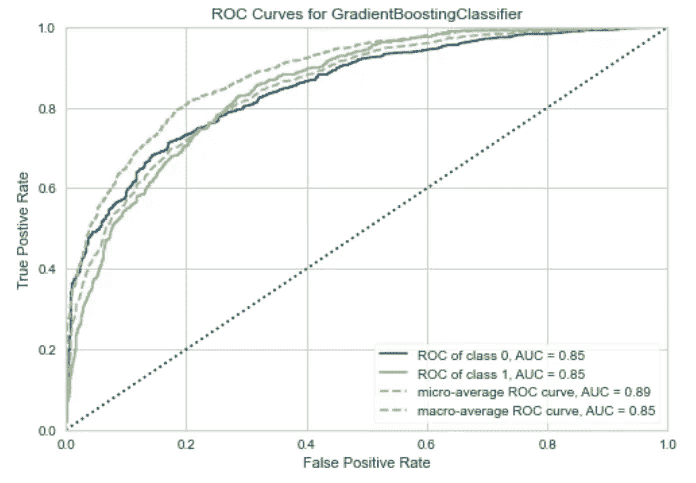 ROC Curves for GradientBoostingClassifier
True Postive Rate
1.0
0.8
0.6
0.4
0.2
0.0
ROC of class 0, AUC = 0.85
ROC of class 1, AUC = 0.85
micro-average ROC curve, AUC = 0.89
macro-average ROC curve, AUC = 0.85
0.0 0.2 0.4 0.6 0.8 1.0
False Positive Rate